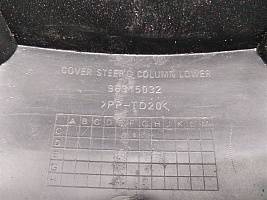 COVER STEER'G COLUMN LOWER
96315032
>PP-TD20<
A B C D E F G H J K L M
C
D